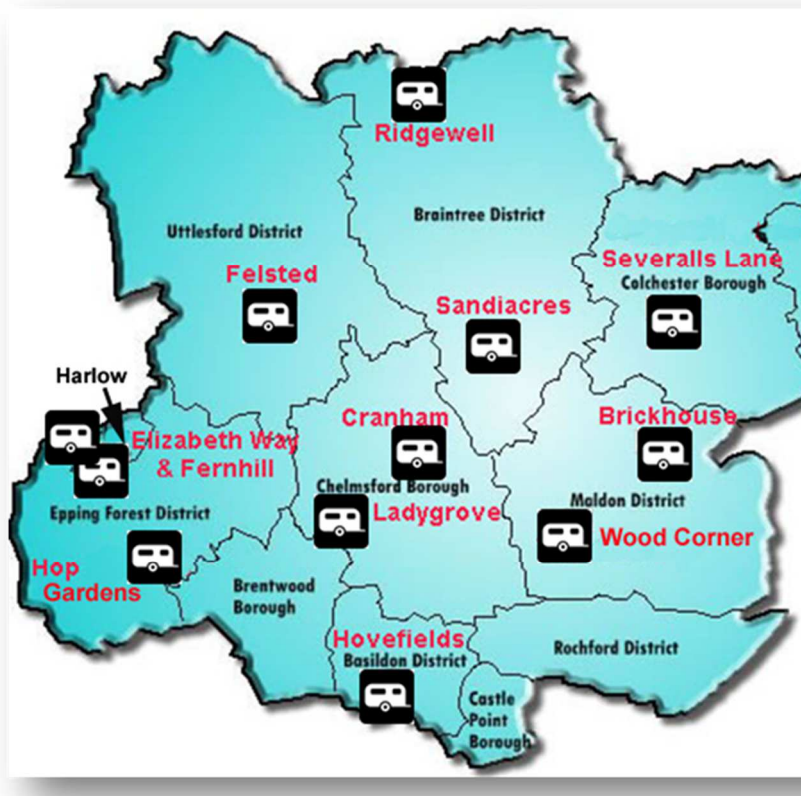 Ridgewell
Braintree District
Uttlesford District
Severalls Lane
Colchester Borough
Felsted
Sandiacres
Harlow
Cranham
Brickhouse
Elizabeth Way
& Fernhill
Chelmsford Borough
Maldon District
Epping Forest District
Ladygrove
Wood Corner
Hop
Gardens
Brentwood
Borough
Hovefields
Basildon District
Rochford District
Castle
Point
Borough